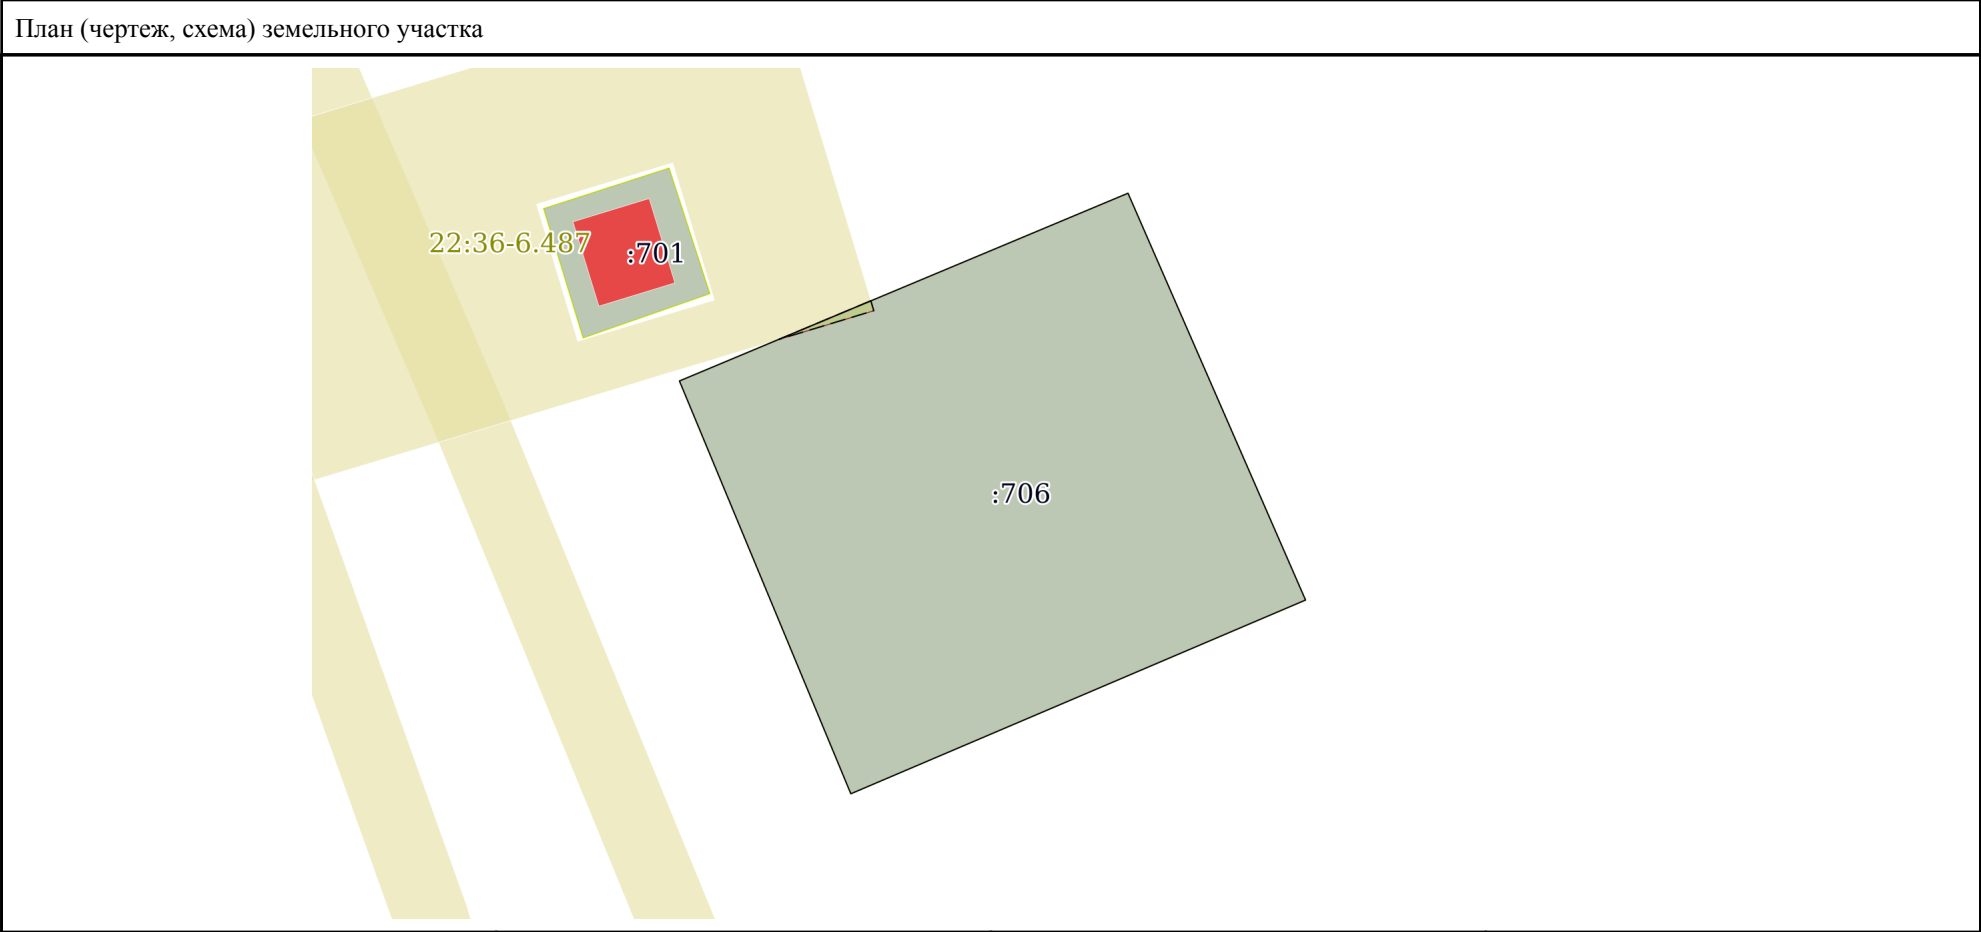 План (чертеж, схема) земельного участка
22:36-6.487
:701
:706